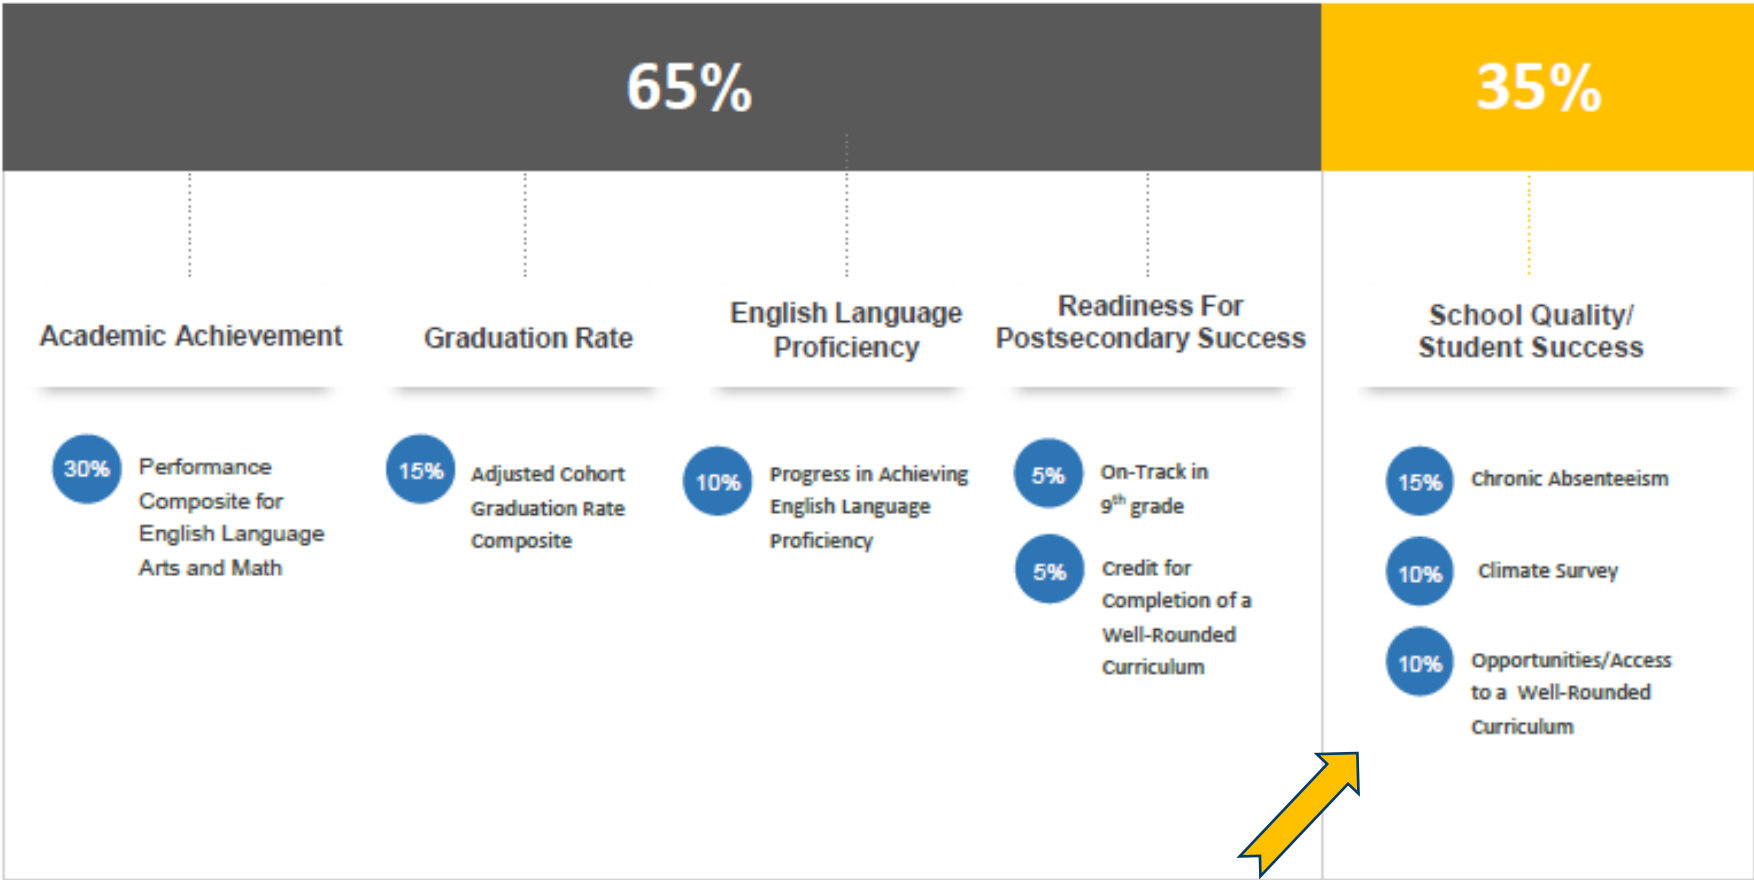 65%
35%
Academic Achievement
30%
Performance
Composite for
English Language
Arts and Math
Graduation Rate
15%
Adjusted Cohort
Graduation Rate
Composite
English Language
Proficiency
10%
Progress in Achieving
English Language
Proficiency
Readiness For
Postsecondary Success
5%
On-Track in
9th grade
5%
Credit for
Completion of a
Well-Rounded
Curriculum
School Quality/
Student Success
15%
Chronic Absenteeism
10%
Climate Survey
10%
Opportunities/Access
to a Well-Rounded
Curriculum